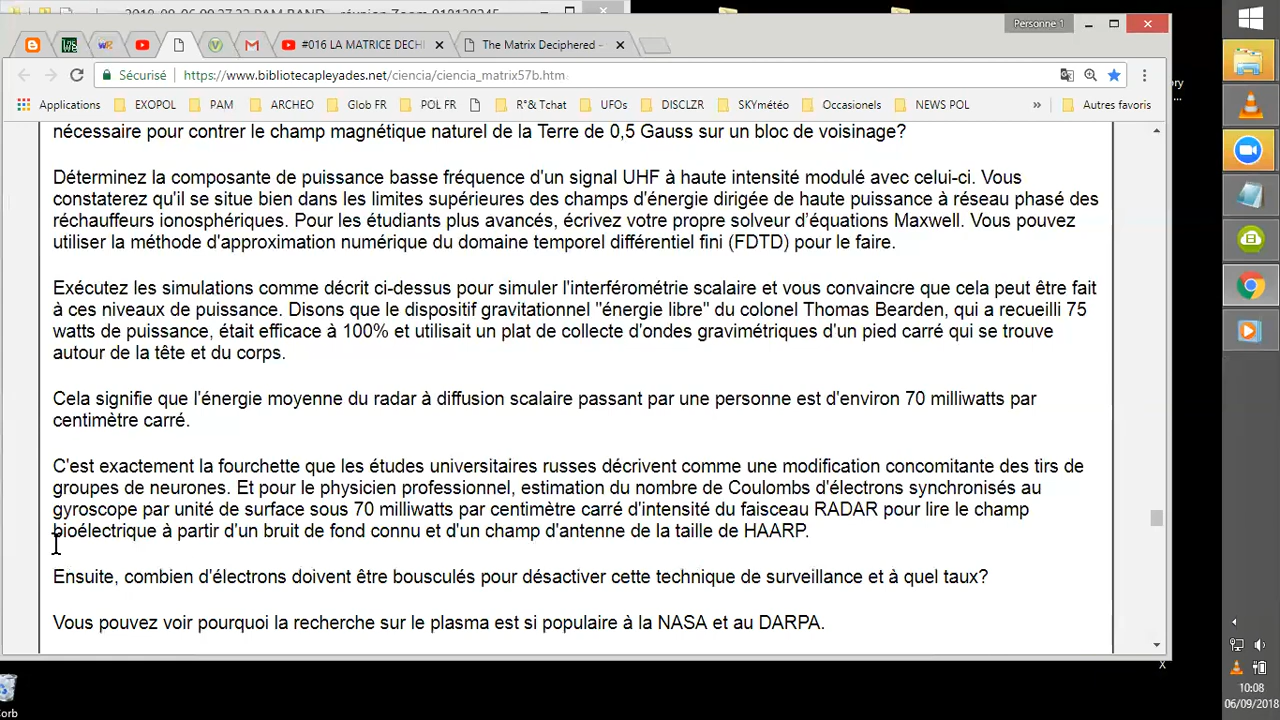 Personne 1
#016 LA MATRICE DECHI
The Matrix Deciphered -
Sécurisé
https://www.bibliotecapleyades.net/ciencia/ciencia_matrix57b.htm
Applications
EXOPOL
PAM
ARCHEO
Glob FR
POL FR
R°& Tchat
UFOs
DISCLZR
SKYmétéo
Occasionels
NEWS POL
»
Autres favoris
nécessaire pour contrer le champ magnétique naturel de la Terre de 0,5 Gauss sur un bloc de voisinage?
Déterminez la composante de puissance basse fréquence d'un signal UHF à haute intensité modulé avec celui-ci. Vous
constaterez qu'il se situe bien dans les limites supérieures des champs d'énergie dirigée de haute puissance à réseau phasé des
réchauffeurs ionosphériques. Pour les étudiants plus avancés, écrivez votre propre solveur d’équations Maxwell. Vous pouvez
utiliser la méthode d'approximation numérique du domaine temporel différentiel fini (FDTD) pour le faire.
Exécutez les simulations comme décrit ci-dessus pour simuler l'interférométrie scalaire et vous convaincre que cela peut être fait
à ces niveaux de puissance. Disons que le dispositif gravitationnel "énergie libre" du colonel Thomas Bearden, qui a recueilli 75
watts de puissance, était efficace à 100% et utilisait un plat de collecte d'ondes gravimétriques d'un pied carré qui se trouve
autour de la tête et du corps.
Cela signifie que l'énergie moyenne du radar à diffusion scalaire passant par une personne est d'environ 70 milliwatts par
centimètre carré.
C'est exactement la fourchette que les études universitaires russes décrivent comme une modification concomitante des tirs de
groupes de neurones. Et pour le physicien professionnel, estimation du nombre de Coulombs d'électrons synchronisés au
gyroscope par unité de surface sous 70 milliwatts par centimètre carré d'intensité du faisceau RADAR pour lire le champ
bioélectrique à partir d'un bruit de fond connu et d'un champ d'antenne de la taille de HAARP.
Ensuite, combien d'électrons doivent être bousculés pour désactiver cette technique de surveillance et à quel taux?
Vous pouvez voir pourquoi la recherche sur le plasma est si populaire à la NASA et au DARPA.
10:08
06/09/2018